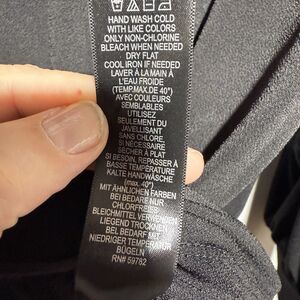 HAND WASH COLD
WITH LIKE COLORS
ONLY NON-CHLORINE
BLEACH WHEN NEEDED
DRY FLAT
COOL IRON IF NEEDED
LAVER À LA MAIN À
L'EAU FROIDE
(TEMP.MAX.DE 40°)
AVEC COULEURS
SEMBLABLES
UTILISEZ
SEULEMENT DU
JAVELLISANT
SANS CHLORE,
SI NÉCESSAIRE
SÉCHER À PLAT
SI BESOIN, REPASSER À
BASSE TEMPÉRATURE
KALTE HANDWÄSCHE
(max. 40°)
MIT ÄHNLICHEN FARBEN
BEI BEDARF NUR
CHLORFREIES
BLEICHMITTEL VERWENDEN
LIEGEND TROCKNEN
BEI BEDARF MIT
NIEDRIGER TEMPERATUR
BÜGELN
RN# 59782